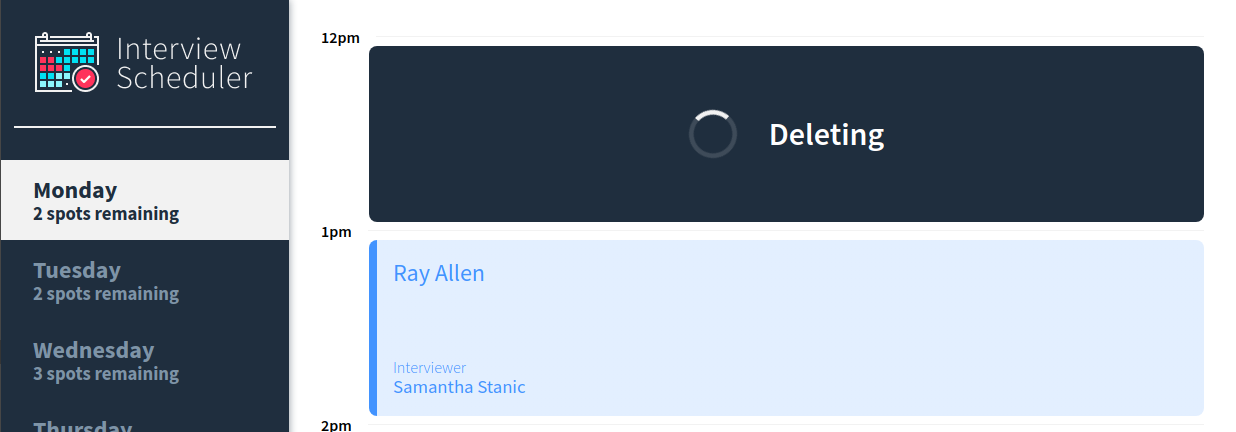 Interview
Scheduler
Monday
2 spots remaining
Tuesday
2 spots remaining
Wednesday
3 spots remaining
Thursday
12pm
Deleting
1pm
Ray Allen
Interviewer
Samantha Stanic
2pm